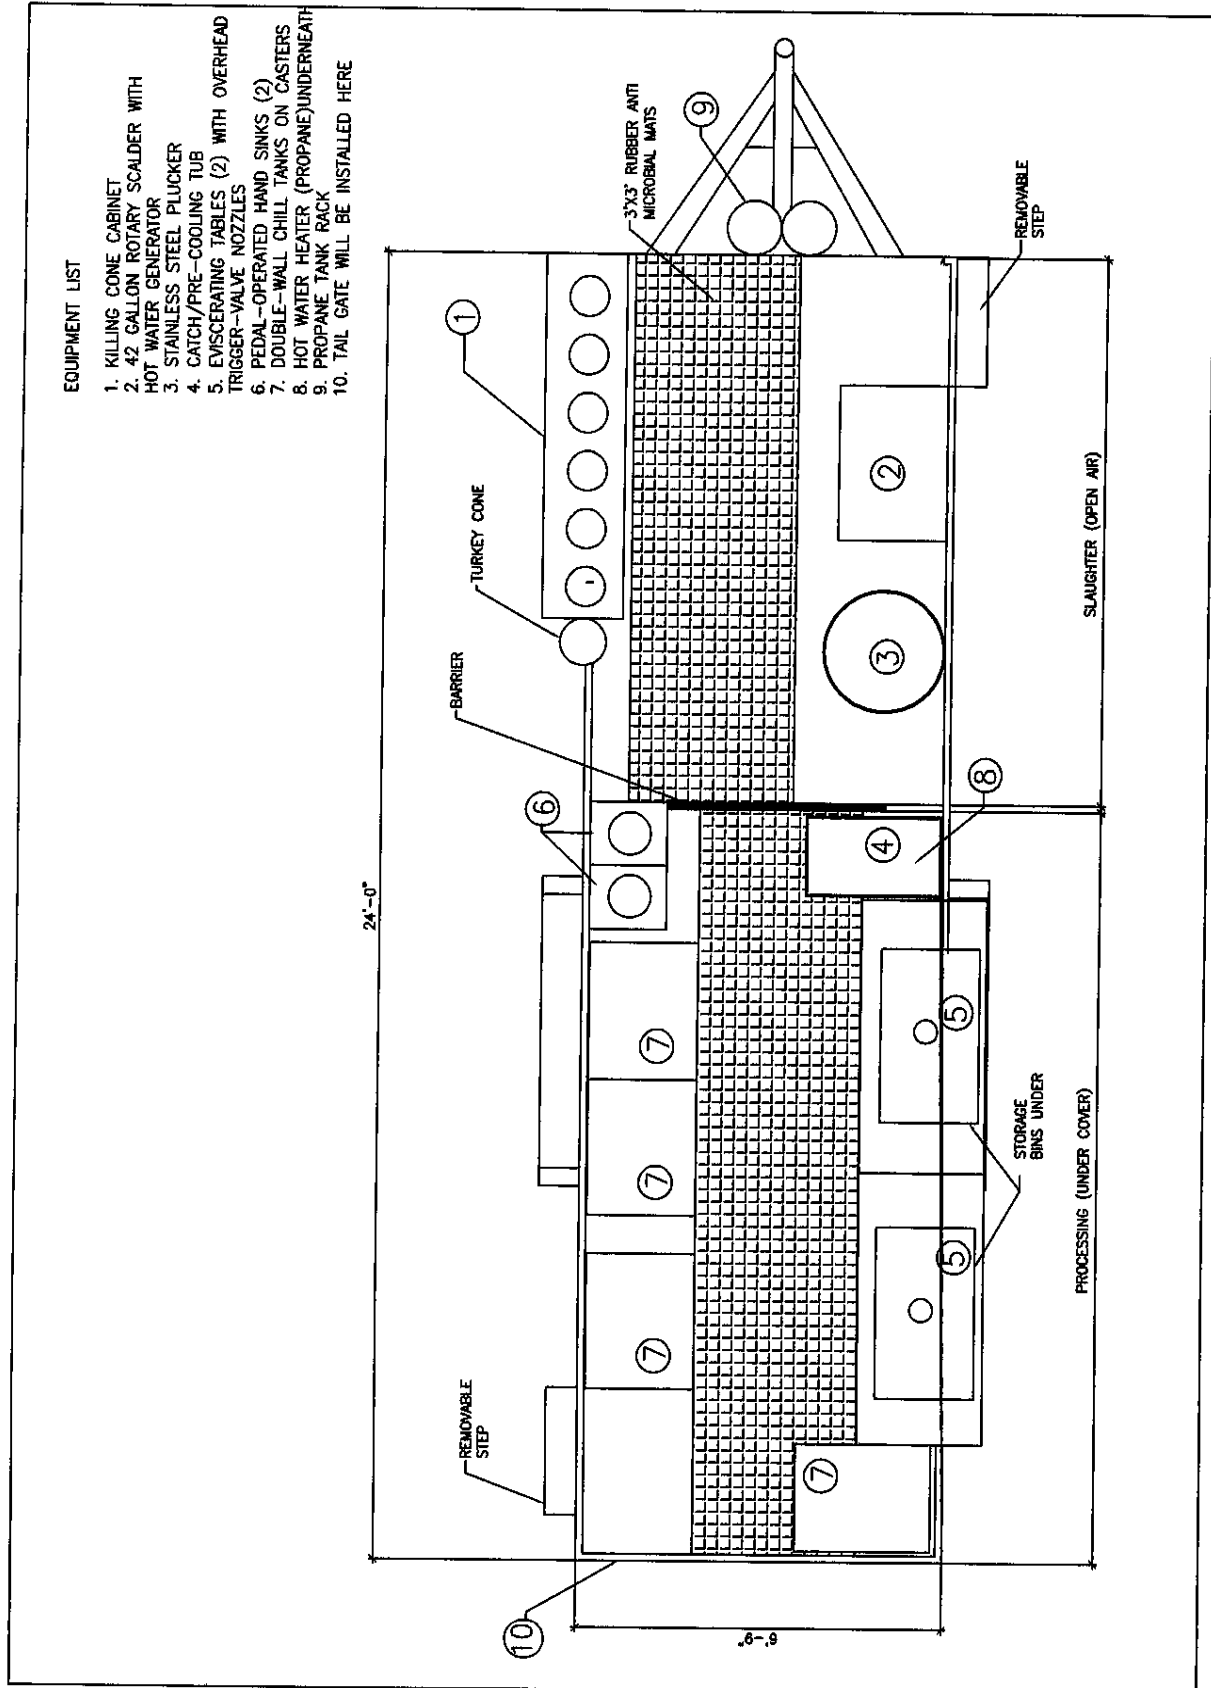 EQUIPMENT LIST
1. KILLING CONE CABINET
2. 42 GALLON ROTARY SCALDER WITH
HOT WATER GENERATOR
3. STAINLESS STEEL PLUCKER
4. CATCH/PRE-COOLING TUB
5. EVISCERATING TABLES (2) WITH OVERHEAD
TRIGGER-VALVE NOZZLES
6. PEDAL-OPERATED HAND SINKS (2)
7. DOUBLE-WALL CHILL TANKS ON CASTERS
8. HOT WATER HEATER (PROPANE)UNDERNEATH
9. PROPANE TANK RACK
10. TAIL GATE WILL BE INSTALLED HERE
24'-0"
REMOVABLE
STEP
6
BARRIER
TURKEY CONE
1
3'X3' RUBBER ANTI
MICROBIAL MATS
9
7
7
7
7
10
6'-9"
5
5
4
8
3
2
STORAGE
BINS UNDER
REMOVABLE
STEP
PROCESSING (UNDER COVER)
SLAUGHTER (OPEN AIR)